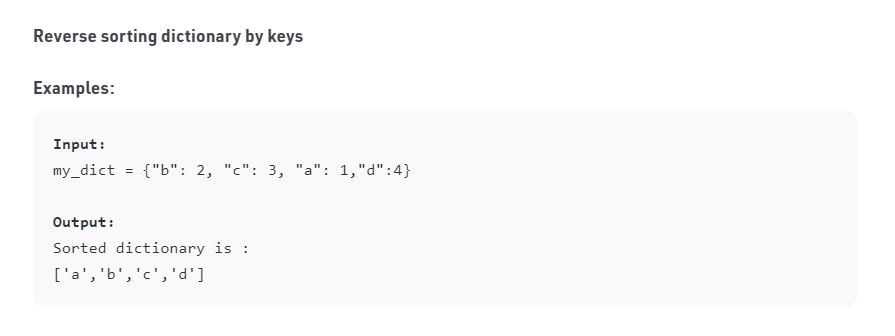 Reverse sorting dictionary by keys
Examples:
Input:
my_dict = {"b": 2, "c": 3, "a": 1,"d":4}
Output:
Sorted dictionary is :
['a','b','c','d']